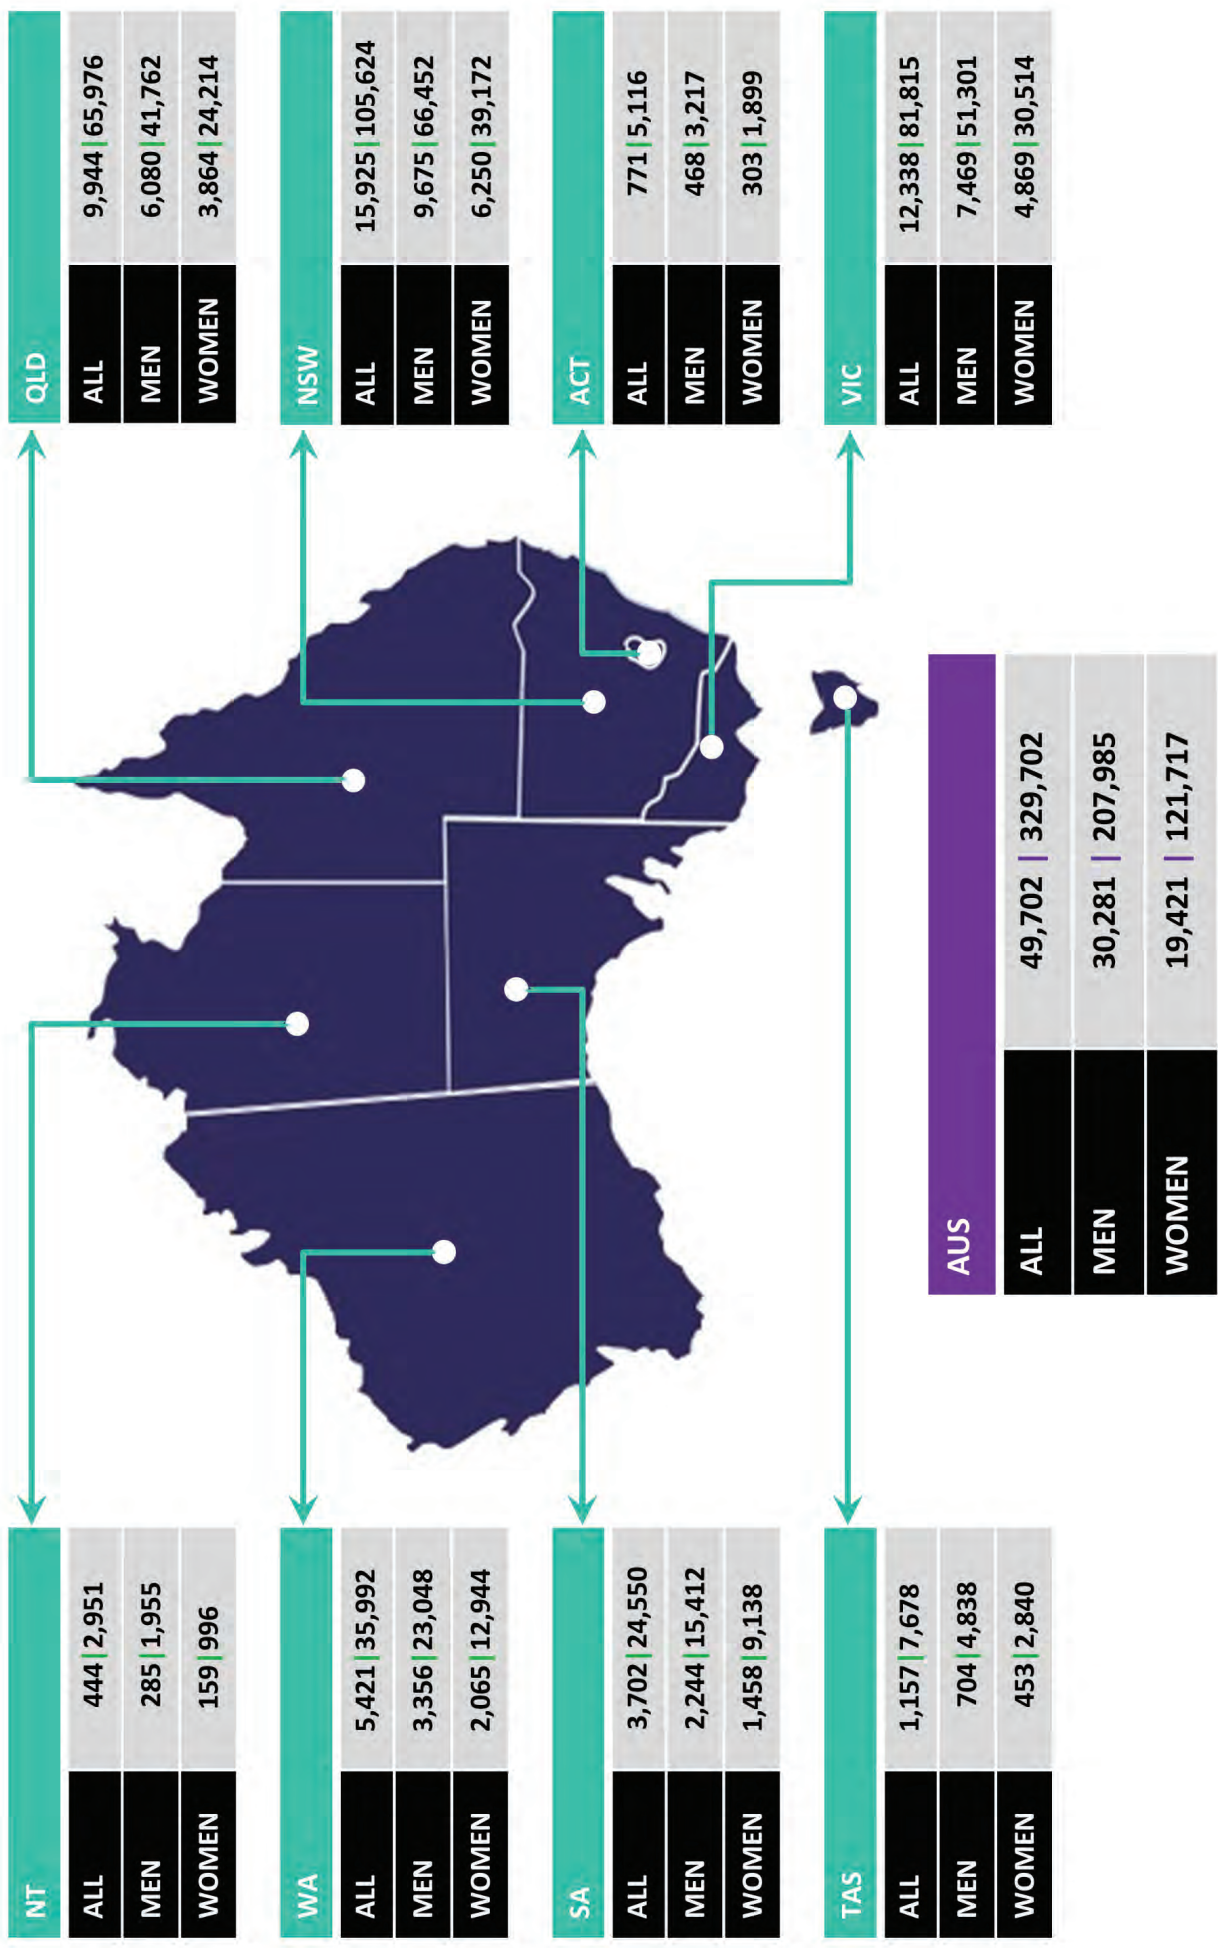 NT
ALL 444 | 2,951
MEN 285 | 1,955
WOMEN 159 | 996
WA
ALL 5,421 | 35,992
MEN 3,356 | 23,048
WOMEN 2,065 | 12,944
SA
ALL 3,702 | 24,550
MEN 2,244 | 15,412
WOMEN 1,458 | 9,138
TAS
ALL 1,157 | 7,678
MEN 704 | 4,838
WOMEN 453 | 2,840
QLD
ALL 9,944 | 65,976
MEN 6,080 | 41,762
WOMEN 3,864 | 24,214
NSW
ALL 15,925 | 105,624
MEN 9,675 | 66,452
WOMEN 6,250 | 39,172
ACT
ALL 771 | 5,116
MEN 468 | 3,217
WOMEN 303 | 1,899
VIC
ALL 12,338 | 81,815
MEN 7,469 | 51,301
WOMEN 4,869 | 30,514
AUS
ALL 49,702 | 329,702
MEN 30,281 | 207,985
WOMEN 19,421 | 121,717